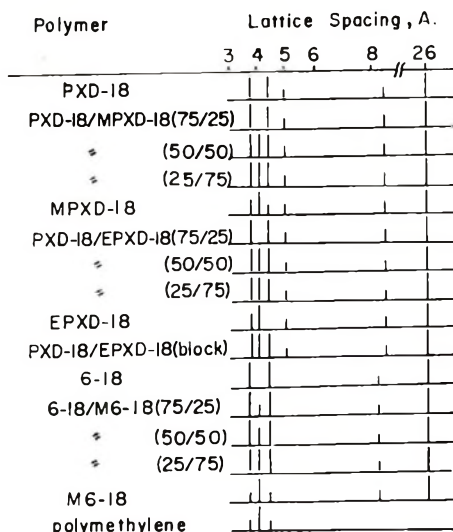 Polymer Lattice Spacing, A.
3 4 5 6 8 26
PXD-18
PXD-18/MPXD-18(75/25)
" (50/50)
" (25/75)
MPXD-18
PXD-18/EPXD-18(75/25)
" (50/50)
" (25/75)
EPXD-18
PXD-18/EPXD-18(block)
6-18
6-18/M6-18(75/25)
" (50/50)
" (25/75)
M6-18
polymethylene